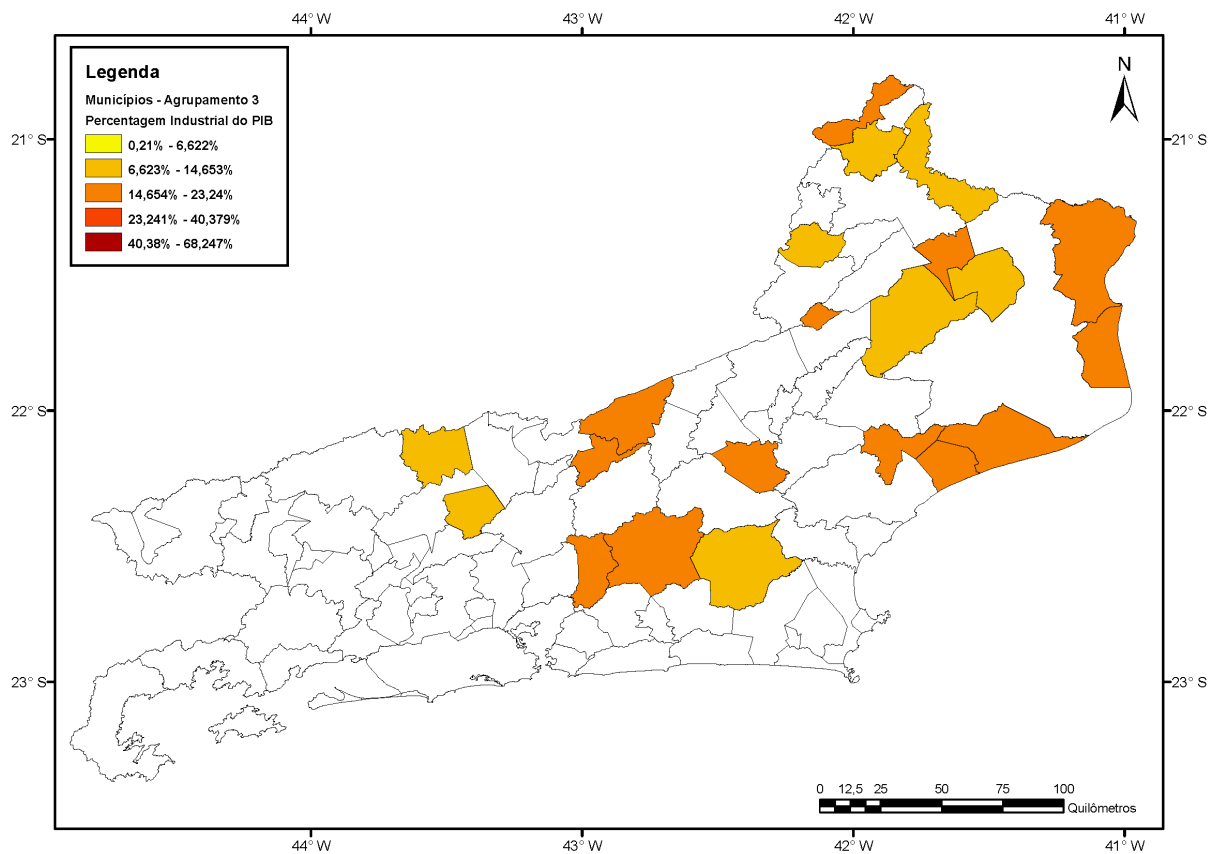 44° W 43° W 42° W 41° W
Legenda
Municípios - Agrupamento 3
Percentagem Industrial do PIB
0,21% - 6,622%
6,623% - 14,653%
14,654% - 23,24%
23,241% - 40,379%
40,38% - 68,247%
N
21° S 21° S
22° S 22° S
23° S 23° S
0 12,5 25 50 75 100
Quilômetros
44° W 43° W 42° W 41° W